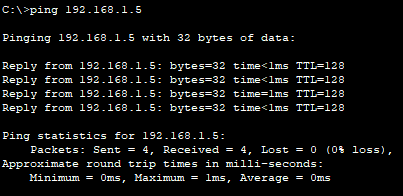 C:\>ping 192.168.1.5
Pinging 192.168.1.5 with 32 bytes of data:
Reply from 192.168.1.5: bytes=32 time<1ms TTL=128
Reply from 192.168.1.5: bytes=32 time<1ms TTL=128
Reply from 192.168.1.5: bytes=32 time=1ms TTL=128
Reply from 192.168.1.5: bytes=32 time<1ms TTL=128
Ping statistics for 192.168.1.5:
Packets: Sent = 4, Received = 4, Lost = 0 (0% loss),
Approximate round trip times in milli-seconds:
Minimum = 0ms, Maximum = 1ms, Average = 0ms